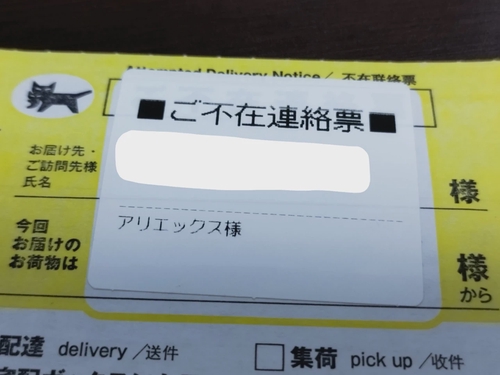 Attempted Delivery Notice／不在联络票
■ご不在連絡票■
お届け先・
ご訪問先様
氏名
様
アリエックス様
今回
お届けの
お荷物は
様
から
配達 delivery／送件
□集荷 pick up／收件